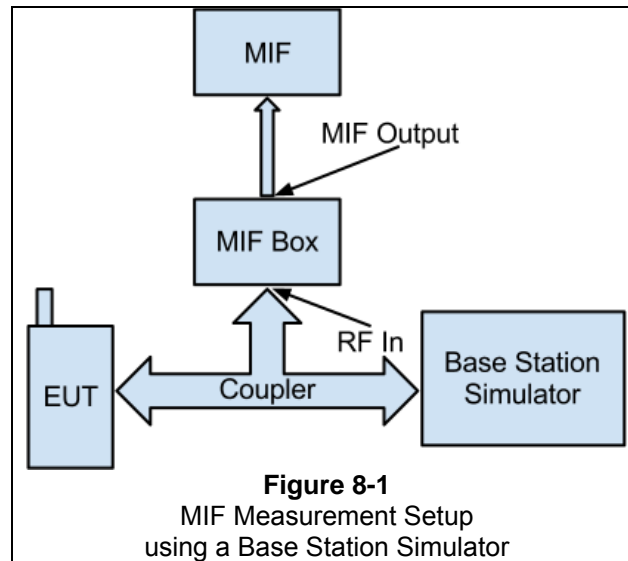 MIF
MIF Output
MIF Box
RF In
EUT
Coupler
Base Station
Simulator
Figure 8-1
MIF Measurement Setup
using a Base Station Simulator